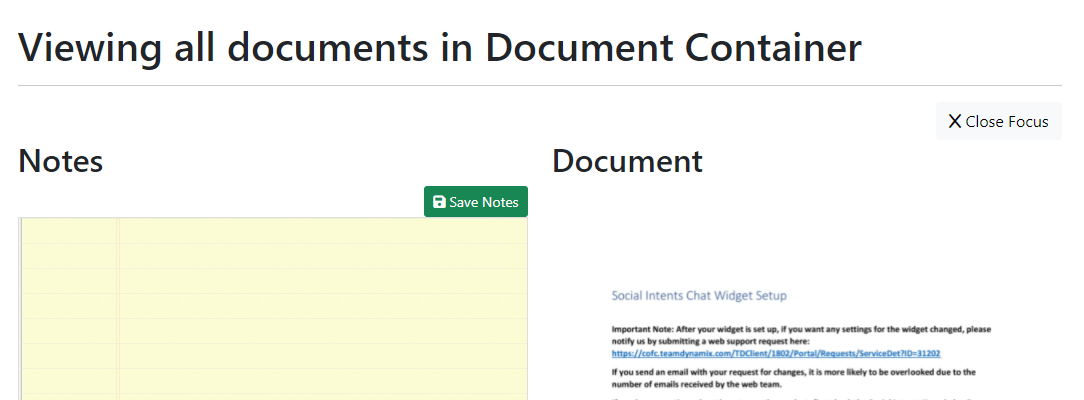 Viewing all documents in Document Container
Close Focus
Notes
Document
Save Notes
Social Intents Chat Widget Setup
Important Note: After your widget is set up, if you want any settings for the widget changed, please
notify us by submitting a web support request here:
https://cofc.teamdynamix.com/TDClient/1802/Portal/Requests/ServiceDet?ID=31202
If you send an email with your request for changes, it is more likely to be overlooked due to the
number of emails received by the web team.